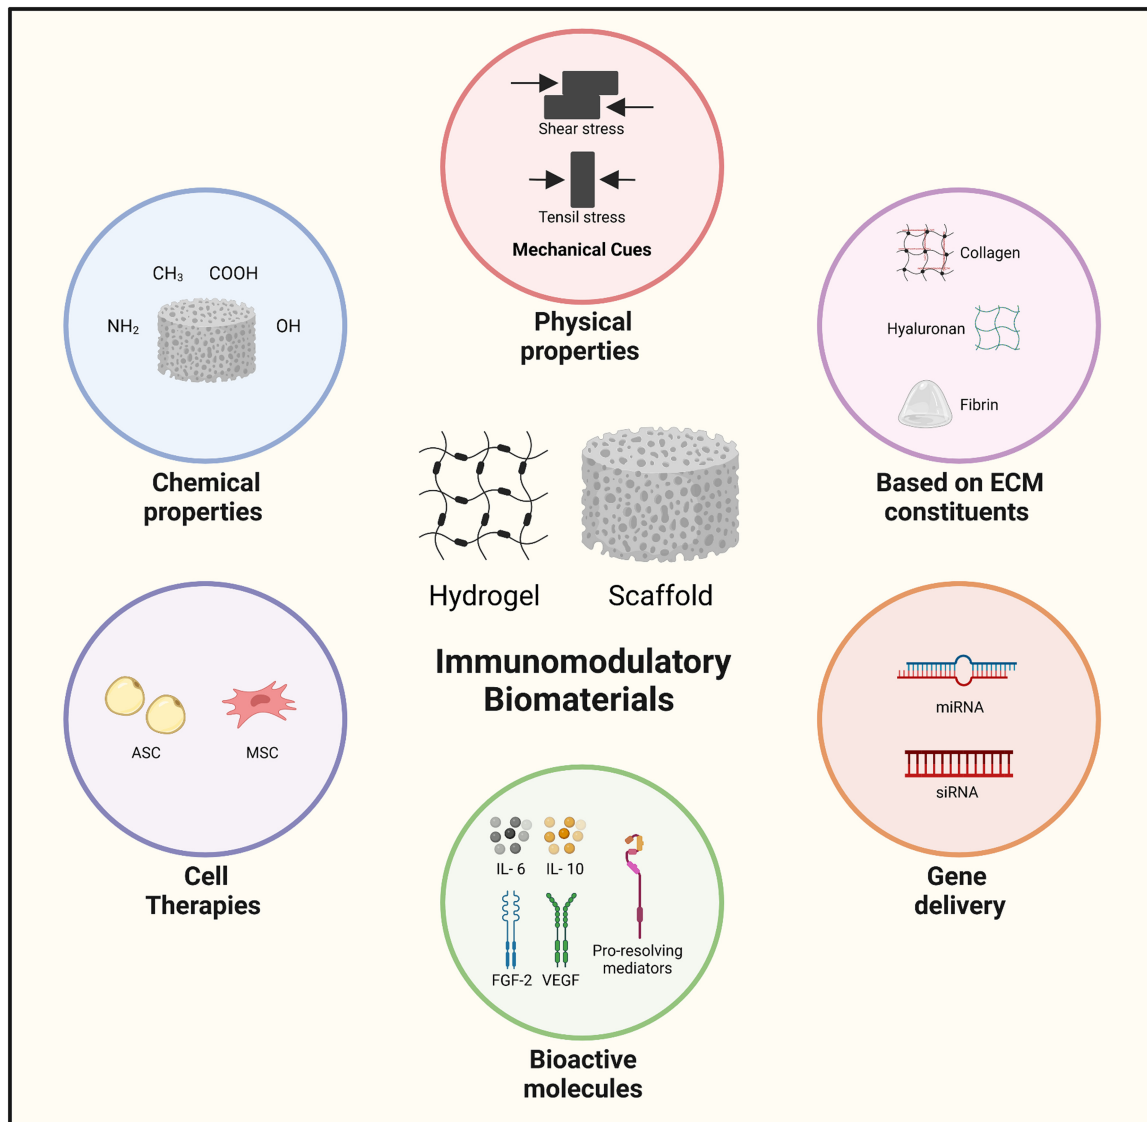 Shear stress
Tensil stress
Mechanical Cues
Physical
properties
CH₃ COOH
NH₂ OH
Chemical
properties
Collagen
Hyaluronan
Fibrin
Based on ECM
constituents
Hydrogel Scaffold
Immunomodulatory
Biomaterials
ASC MSC
Cell
Therapies
miRNA
siRNA
Gene
delivery
IL- 6 IL- 10
Pro-resolving
mediators
FGF-2 VEGF
Bioactive
molecules